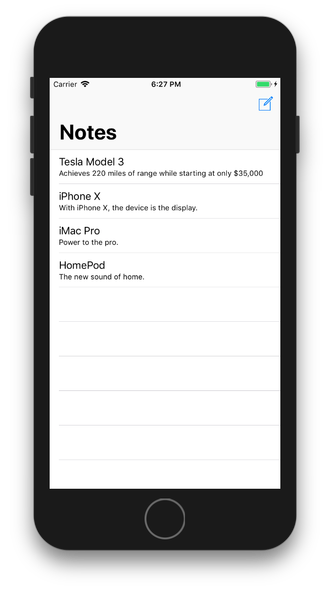 Carrier 6:27 PM
Notes
Tesla Model 3
Achieves 220 miles of range while starting at only $35,000
iPhone X
With iPhone X, the device is the display.
iMac Pro
Power to the pro.
HomePod
The new sound of home.